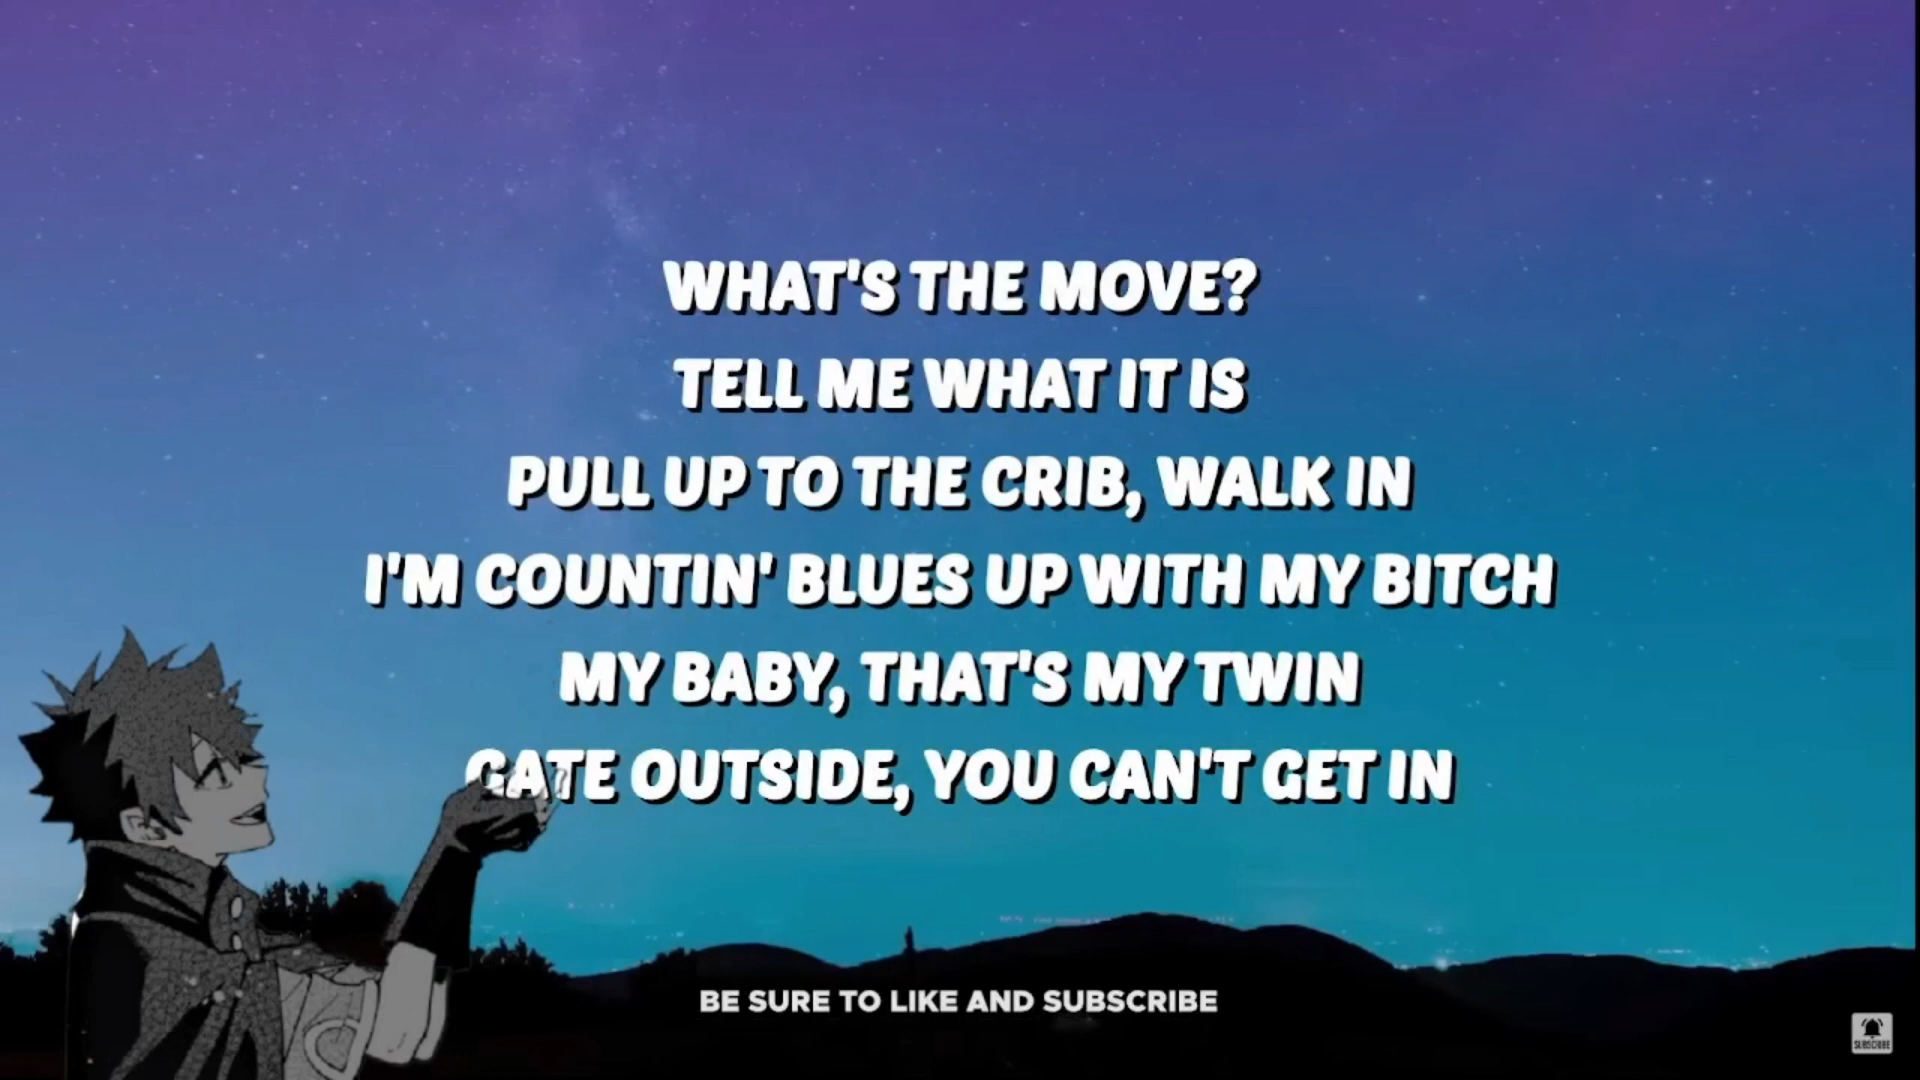 WHAT'S THE MOVE?
TELL ME WHAT IT IS
PULL UP TO THE CRIB, WALK IN
I'M COUNTIN' BLUES UP WITH MY BITCH
MY BABY, THAT'S MY TWIN
GATE OUTSIDE, YOU CAN'T GET IN
BE SURE TO LIKE AND SUBSCRIBE
SUBSCRIBE